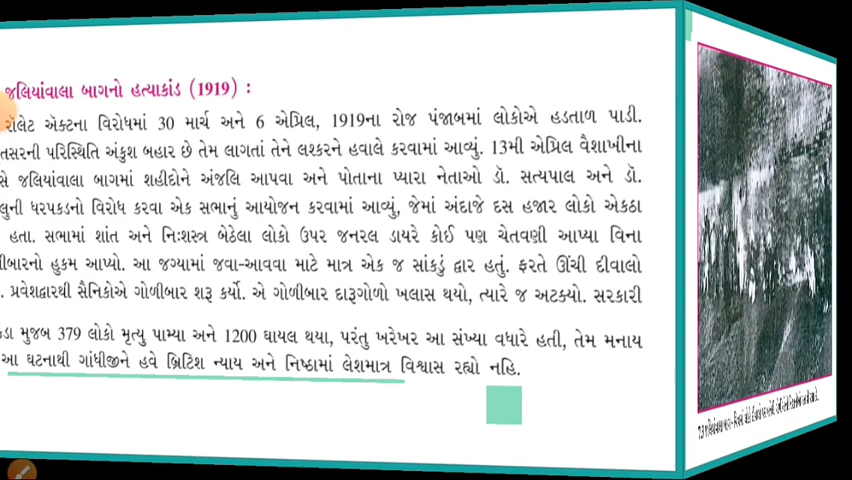 જલિયાંવાલા બાગનો હત્યાકાંડ (1919) :
રૉલેટ ઍક્ટના વિરોધમાં 30 માર્ચ અને 6 એપ્રિલ, 1919ના રોજ પંજાબમાં લોકોએ હડતાળ પાડી.
તસરની પરિસ્થિતિ અંકુશ બહાર છે તેમ લાગતાં તેને લશ્કરને હવાલે કરવામાં આવ્યું. 13મી એપ્રિલ વૈશાખીના
સે જલિયાંવાલા બાગમાં શહીદોને અંજલિ આપવા અને પોતાના પ્યારા નેતાઓ ડૉ. સત્યપાલ અને ડૉ.
લુની ધરપકડનો વિરોધ કરવા એક સભાનું આયોજન કરવામાં આવ્યું, જેમાં અંદાજે દસ હજાર લોકો એકઠા
હતા. સભામાં શાંત અને નિઃશસ્ત્ર બેઠેલા લોકો ઉપર જનરલ ડાયરે કોઈ પણ ચેતવણી આપ્યા વિના
ીબારનો હુકમ આપ્યો. આ જગ્યામાં જવા-આવવા માટે માત્ર એક જ સાંકડું દ્વાર હતું. ફરતે ઊંચી દીવાલો
. પ્રવેશદ્વારથી સૈનિકોએ ગોળીબાર શરૂ કર્યો. એ ગોળીબાર દારૂગોળો ખલાસ થયો, ત્યારે જ અટક્યો. સરકારી
કડા મુજબ 379 લોકો મૃત્યુ પામ્યા અને 1200 ઘાયલ થયા, પરંતુ ખરેખર આ સંખ્યા વધારે હતી, તેમ મનાય
આ ઘટનાથી ગાંધીજીને હવે બ્રિટિશ ન્યાય અને નિષ્ઠામાં લેશમાત્ર વિશ્વાસ રહ્યો નહિ.